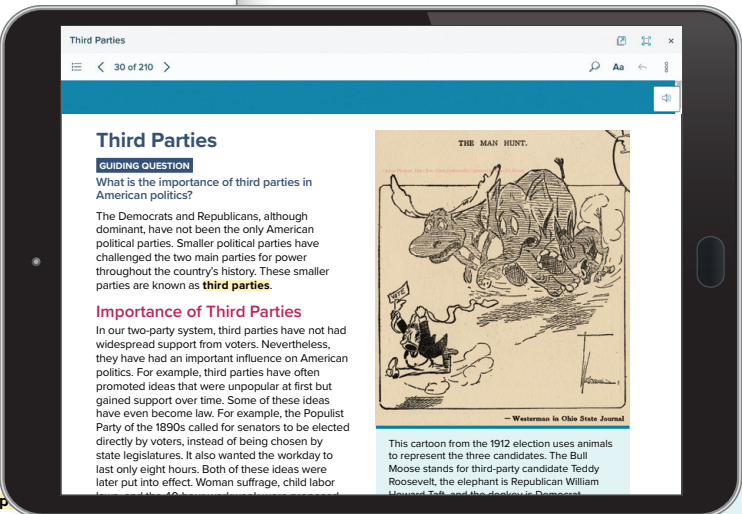 Third Parties
30 of 210
Aa
Third Parties
GUIDING QUESTION
What is the importance of third parties in
American politics?
The Democrats and Republicans, although
dominant, have not been the only American
political parties. Smaller political parties have
challenged the two main parties for power
throughout the country's history. These smaller
parties are known as third parties.
Importance of Third Parties
In our two-party system, third parties have not had
widespread support from voters. Nevertheless,
they have had an important influence on American
politics. For example, third parties have often
promoted ideas that were unpopular at first but
gained support over time. Some of these ideas
have even become law. For example, the Populist
Party of the 1890s called for senators to be elected
directly by voters, instead of being chosen by
state legislatures. It also wanted the workday to
last only eight hours. Both of these ideas were
later put into effect. Woman suffrage, child labor
THE MAN HUNT.
VOTE
— Westerman in Ohio State Journal
This cartoon from the 1912 election uses animals
to represent the three candidates. The Bull
Moose stands for third-party candidate Teddy
Roosevelt, the elephant is Republican William
Howard Taft, and the donkey is Democrat
p